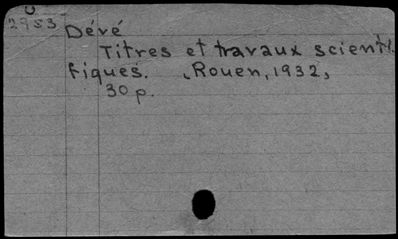 U
2953 Dévé
Titres et travaux scienti
fiques. Rouen, 1932,
30 p.